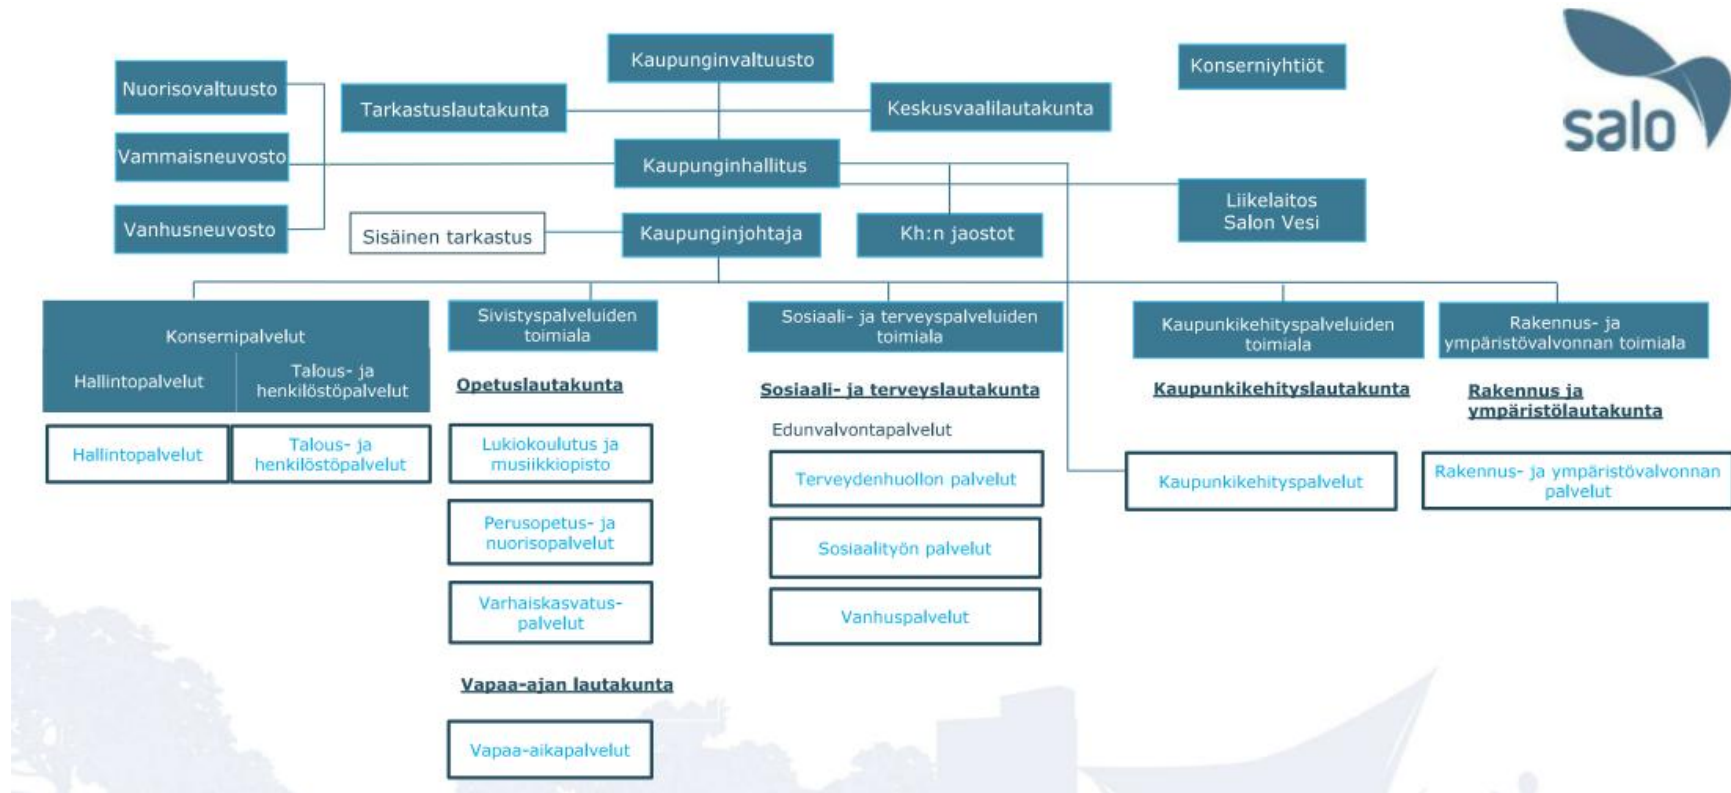 Kaupunginvaltuusto
Konserniyhtiöt
salo
Nuorisovaltuusto
Tarkastuslautakunta
Keskusvaalilautakunta
Vammaisneuvosto
Kaupunginhallitus
Vanhusneuvosto
Sisäinen tarkastus
Kaupunginjohtaja
Kh:n jaostot
Liikelaitos
Salon Vesi
Konsernipalvelut
Hallintopalvelut
Talous- ja
henkilöstöpalvelut
Hallintopalvelut
Talous- ja
henkilöstöpalvelut
Sivistyspalveluiden
toimiala
Opetuslautakunta
Lukiokoulutus ja
musiikkiopisto
Perusopetus- ja
nuorisopalvelut
Varhaiskasvatus-
palvelut
Vapaa-ajan lautakunta
Vapaa-aikapalvelut
Sosiaali- ja terveyspalveluiden
toimiala
Sosiaali- ja terveyslautakunta
Edunvalvontapalvelut
Terveydenhuollon palvelut
Sosiaalityön palvelut
Vanhuspalvelut
Kaupunkikehityspalveluiden
toimiala
Kaupunkikehityslautakunta
Kaupunkikehityspalvelut
Rakennus- ja
ympäristövalvonnan toimiala
Rakennus ja
ympäristölautakunta
Rakennus- ja ympäristövalvonnan
palvelut